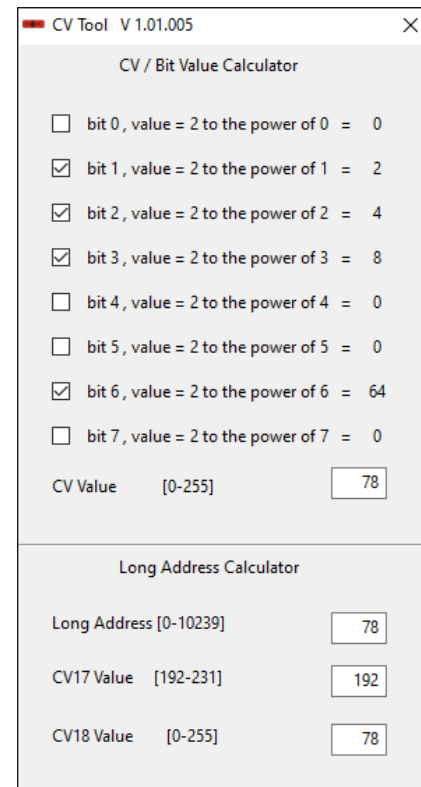 CV Tool V 1.01.005
CV / Bit Value Calculator
bit 0 , value = 2 to the power of 0 = 0
bit 1 , value = 2 to the power of 1 = 2
bit 2 , value = 2 to the power of 2 = 4
bit 3 , value = 2 to the power of 3 = 8
bit 4 , value = 2 to the power of 4 = 0
bit 5 , value = 2 to the power of 5 = 0
bit 6 , value = 2 to the power of 6 = 64
bit 7 , value = 2 to the power of 7 = 0
CV Value [0-255] 78
Long Address Calculator
Long Address [0-10239] 78
CV17 Value [192-231] 192
CV18 Value [0-255] 78